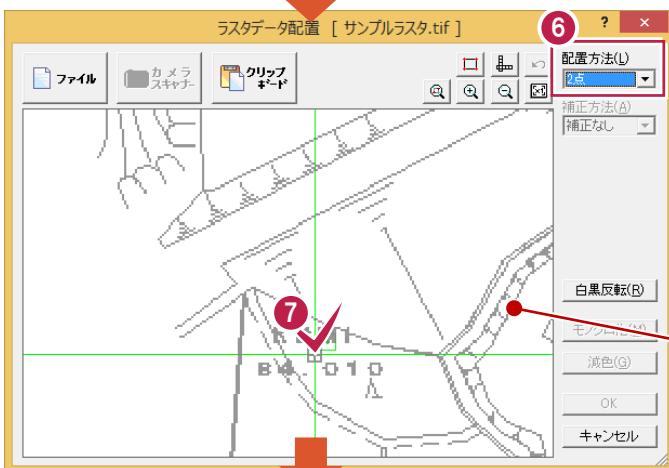 ラスタデータ配置 [ サンプルラスタ.tif ]
?
×
6
ファイル
カメラ
スキャナー
クリップ
ボード
配置方法(L)
2点
補正方法(A)
補正なし
7
84.010
白黒反転(R)
モノクロ化(M)
減色(G)
OK
キャンセル